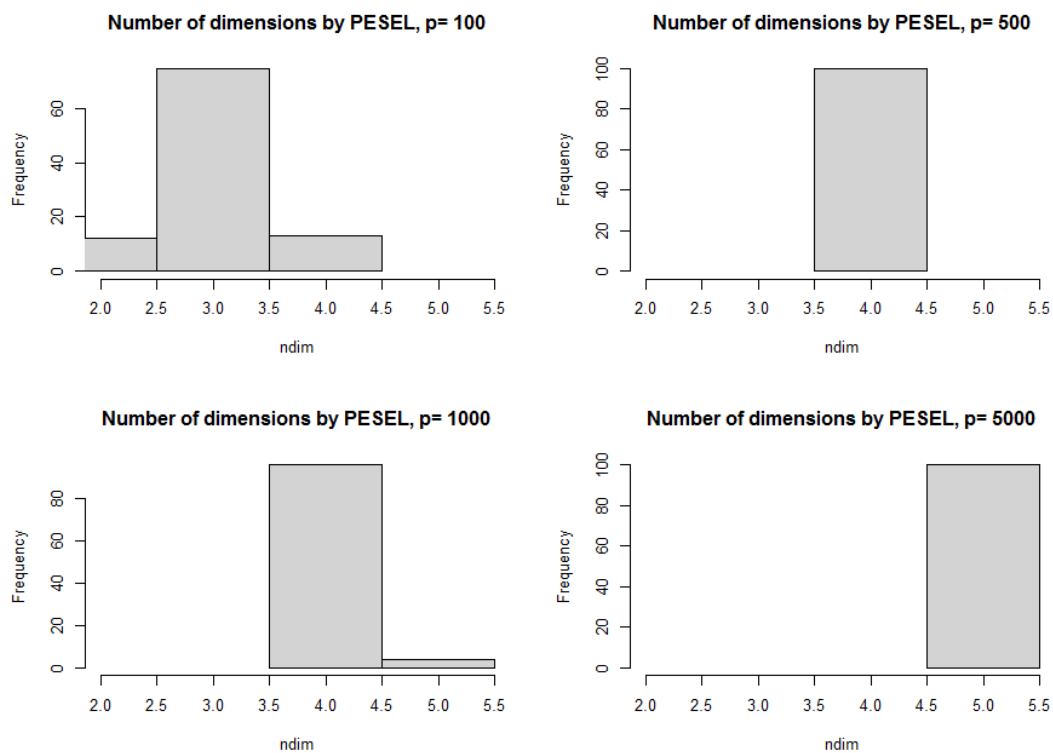 Number of dimensions by PESEL, p= 100
Frequency
0 20 40 60
2.0 2.5 3.0 3.5 4.0 4.5 5.0 5.5
ndim
Number of dimensions by PESEL, p= 500
Frequency
0 20 40 60 80 100
2.0 2.5 3.0 3.5 4.0 4.5 5.0 5.5
ndim
Number of dimensions by PESEL, p= 1000
Frequency
0 20 40 60 80
2.0 2.5 3.0 3.5 4.0 4.5 5.0 5.5
ndim
Number of dimensions by PESEL, p= 5000
Frequency
0 20 40 60 80 100
2.0 2.5 3.0 3.5 4.0 4.5 5.0 5.5
ndim